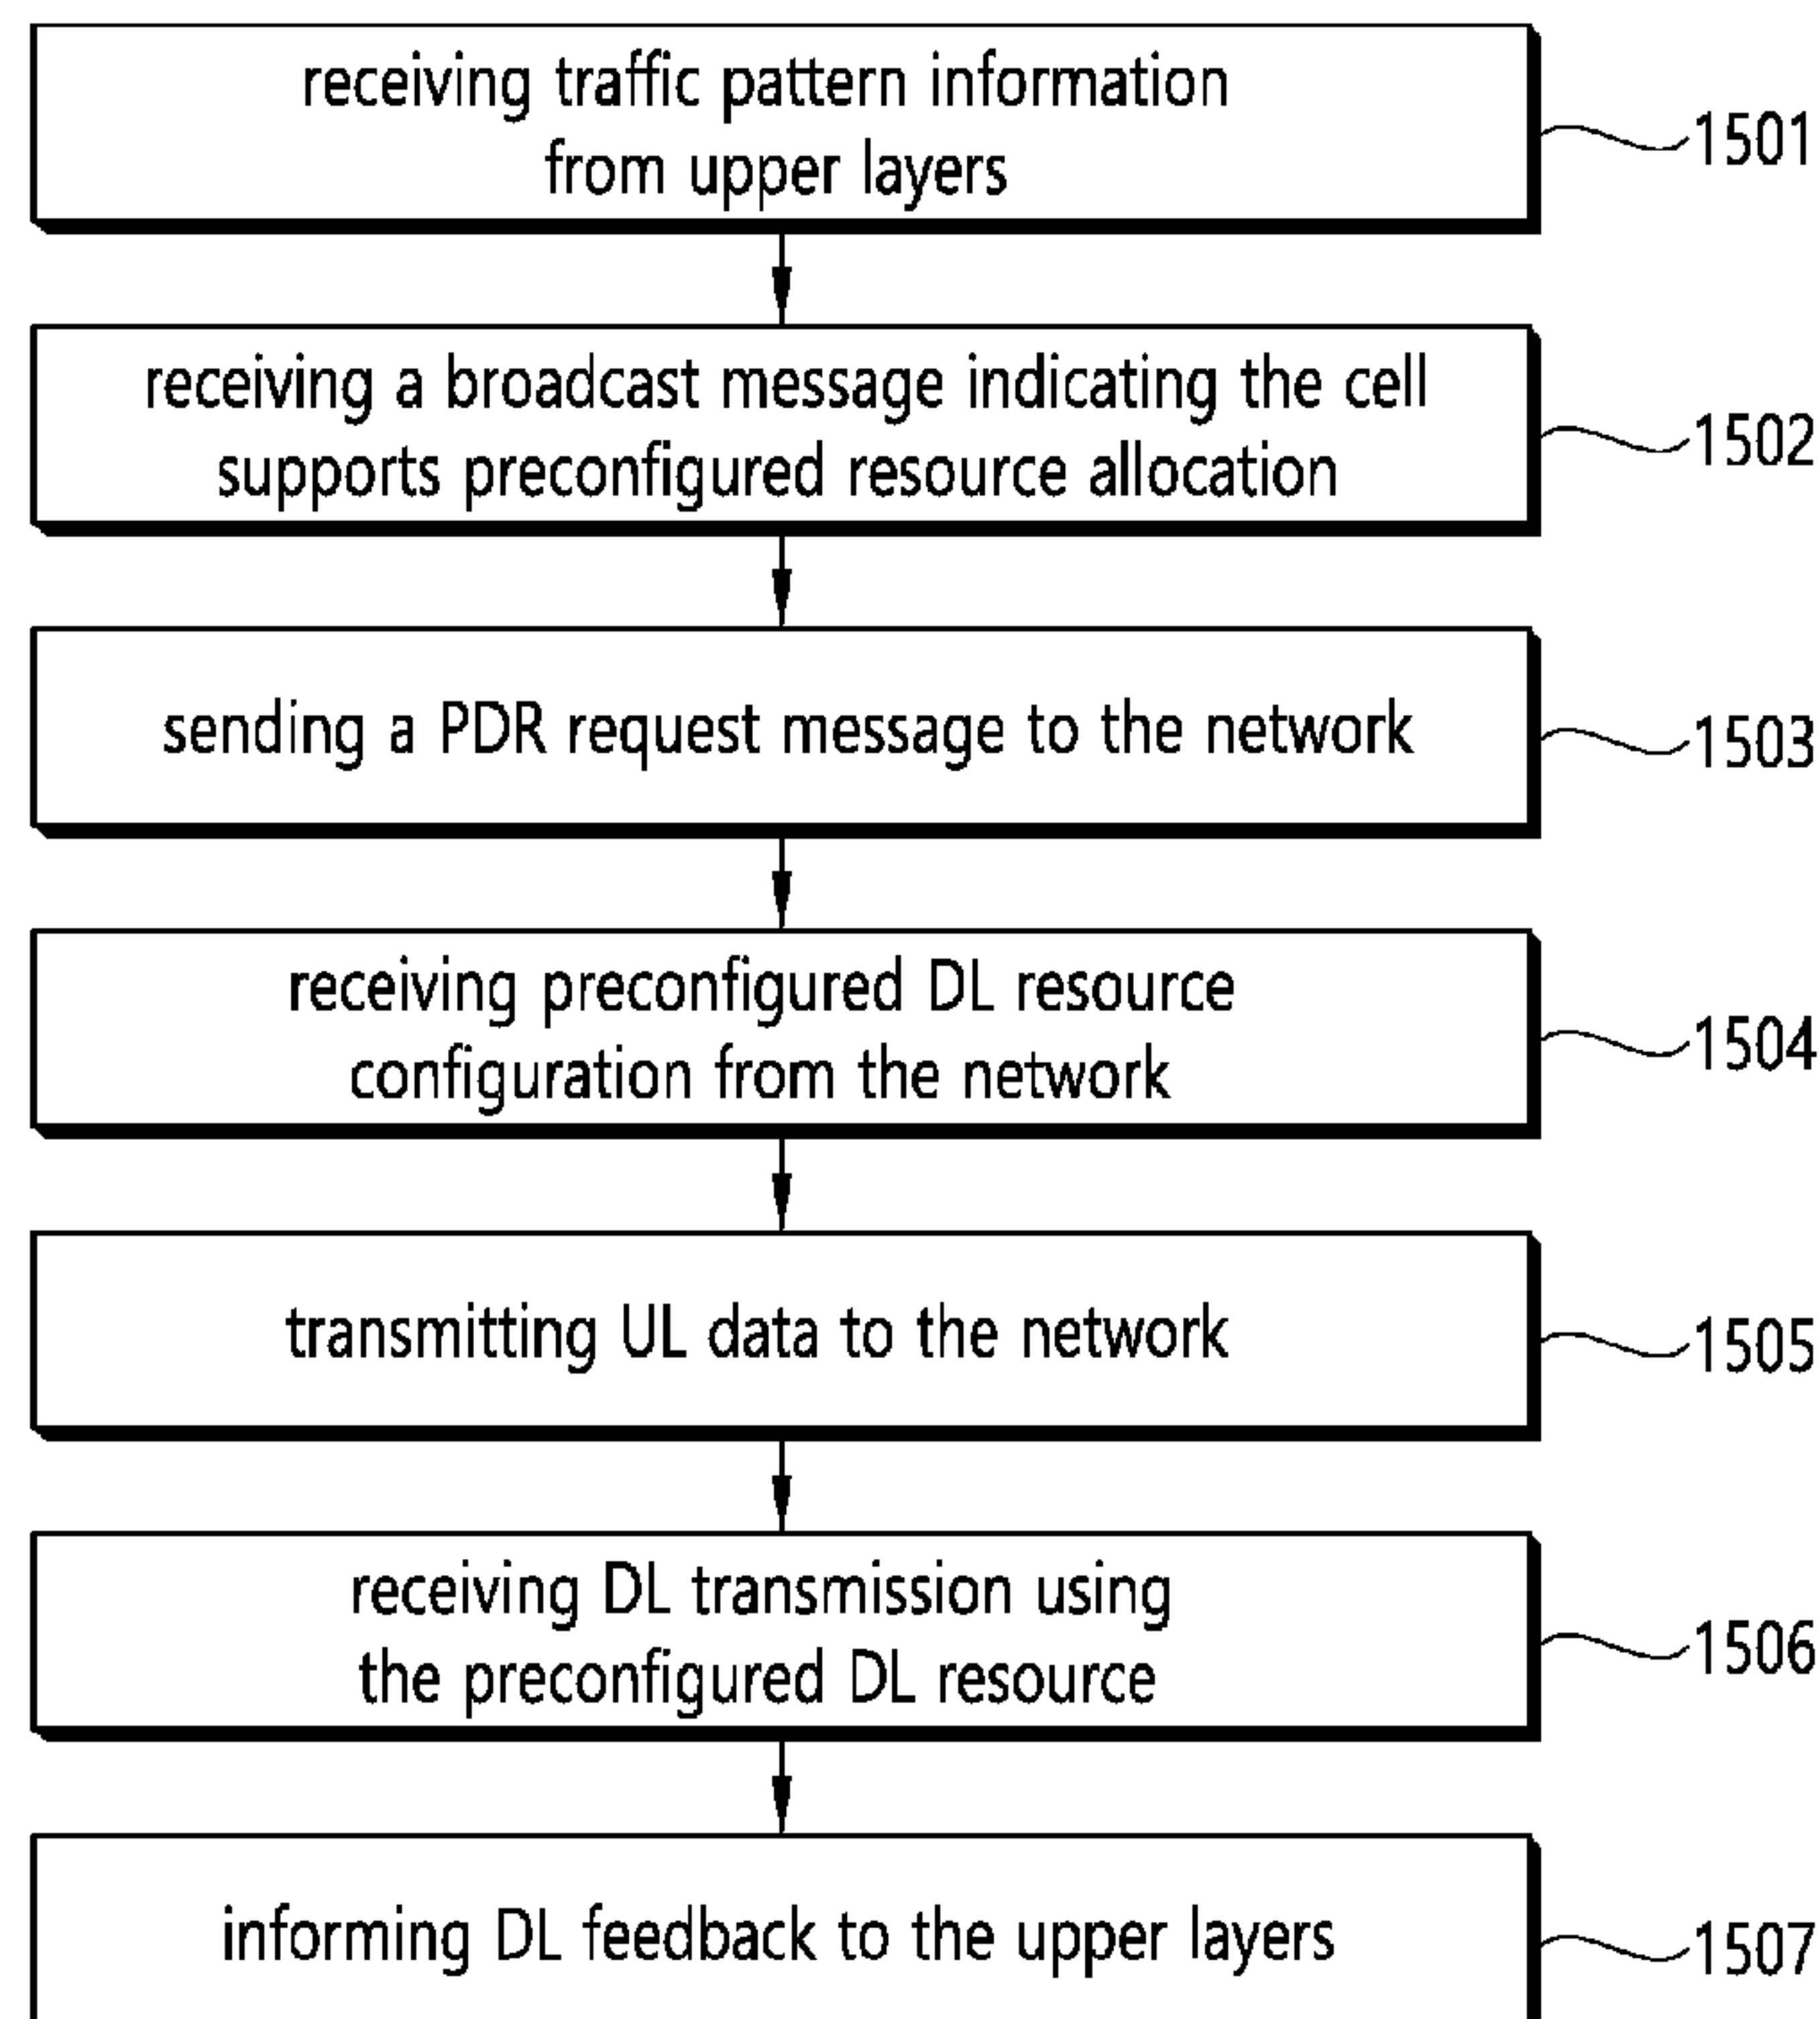 receiving traffic pattern information
from upper layers
1501
receiving a broadcast message indicating the cell
supports preconfigured resource allocation
1502
sending a PDR request message to the network
1503
receiving preconfigured DL resource
configuration from the network
1504
transmitting UL data to the network
1505
receiving DL transmission using
the preconfigured DL resource
1506
informing DL feedback to the upper layers
1507